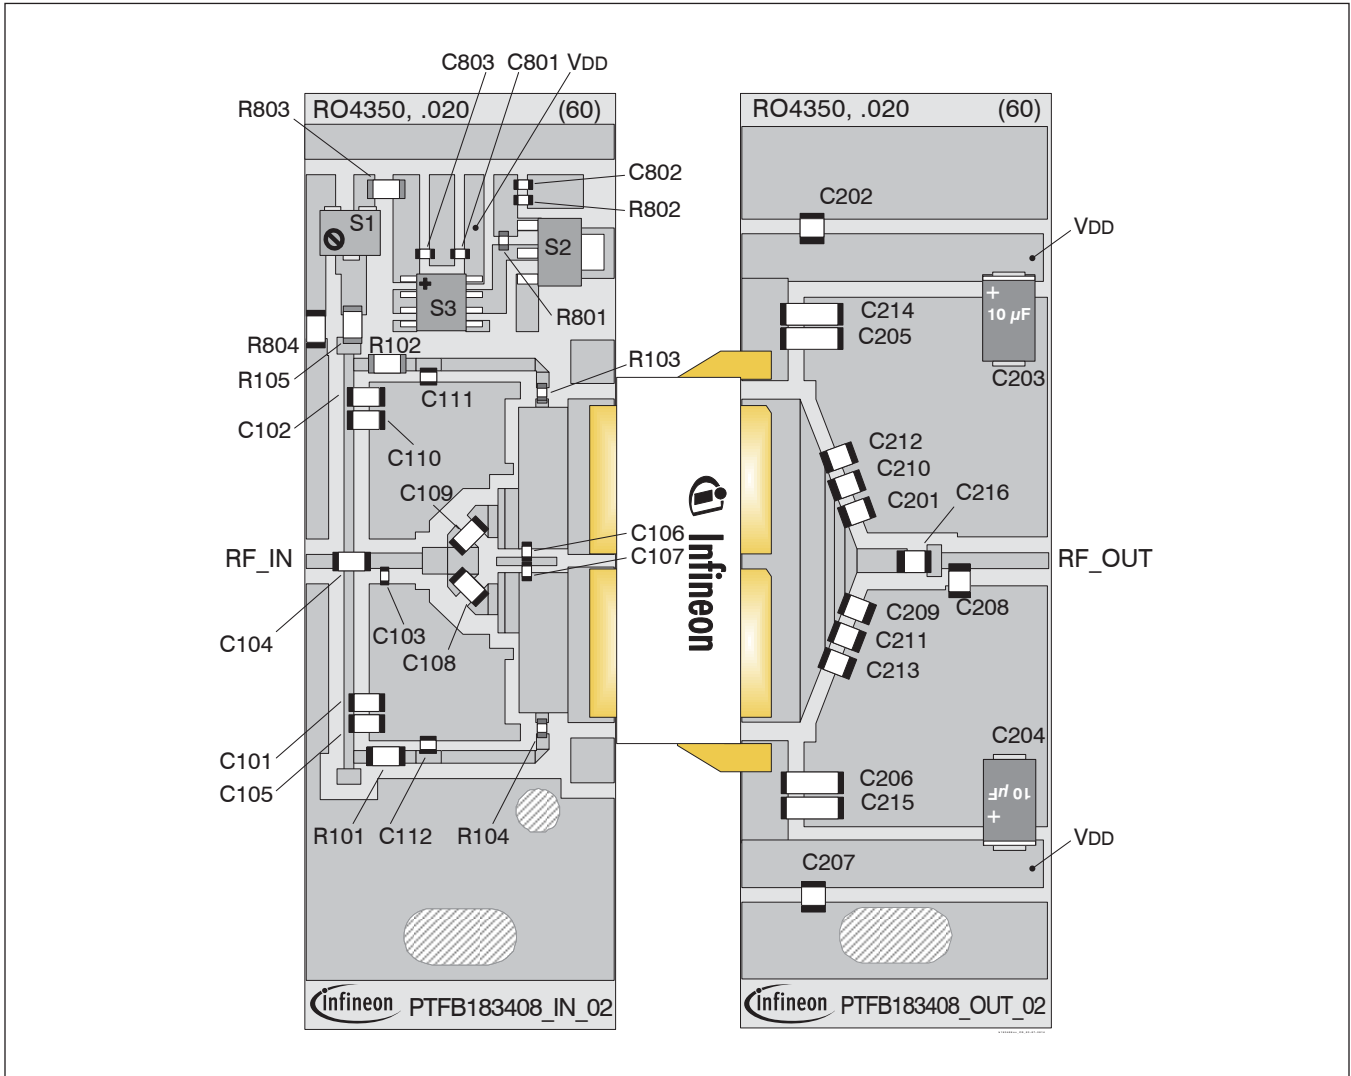 C803 C801 VDD
R803
RO4350, .020 (60)
RO4350, .020 (60)
C802
R802
S1
S2
S3
R801
C202
VDD
+
10 µF
C203
C214
C205
R804
R102
R105
R103
C111
C102
C110
C212
C210
C201
C216
C109
C106
C107
RF_IN
RF_OUT
Infineon
C103
C104
C108
C209
C208
C211
C213
C101
C105
C204
10 µF
+
C206
C215
R101 C112 R104
VDD
C207
infineon PTFB183408_IN_02
infineon PTFB183408_OUT_02